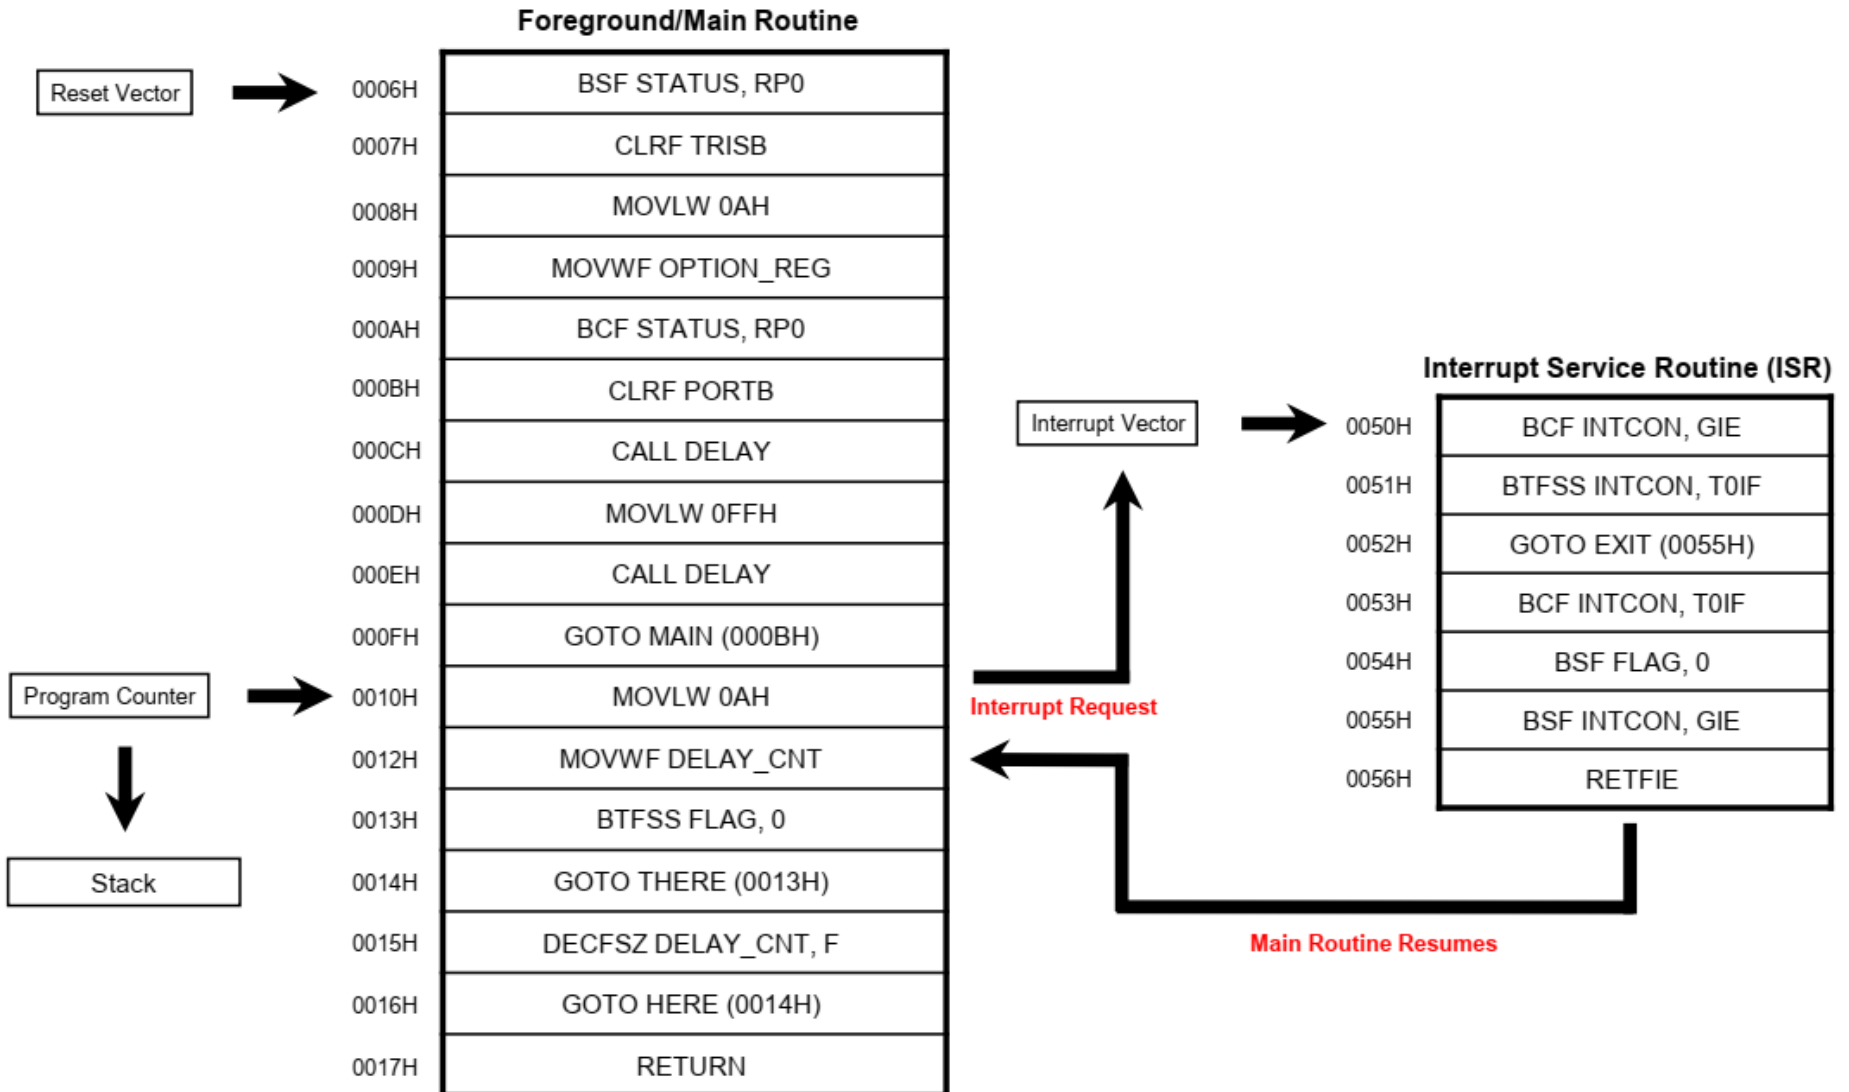 Foreground/Main Routine
Reset Vector
0006H BSF STATUS, RP0
0007H CLRF TRISB
0008H MOVLW 0AH
0009H MOVWF OPTION_REG
000AH BCF STATUS, RP0
000BH CLRF PORTB
000CH CALL DELAY
000DH MOVLW 0FFH
000EH CALL DELAY
000FH GOTO MAIN (000BH)
Program Counter
0010H MOVLW 0AH
0012H MOVWF DELAY_CNT
0013H BTFSS FLAG, 0
Stack
0014H GOTO THERE (0013H)
0015H DECFSZ DELAY_CNT, F
0016H GOTO HERE (0014H)
0017H RETURN
Interrupt Request
Interrupt Vector
Interrupt Service Routine (ISR)
0050H BCF INTCON, GIE
0051H BTFSS INTCON, T0IF
0052H GOTO EXIT (0055H)
0053H BCF INTCON, T0IF
0054H BSF FLAG, 0
0055H BSF INTCON, GIE
0056H RETFIE
Main Routine Resumes